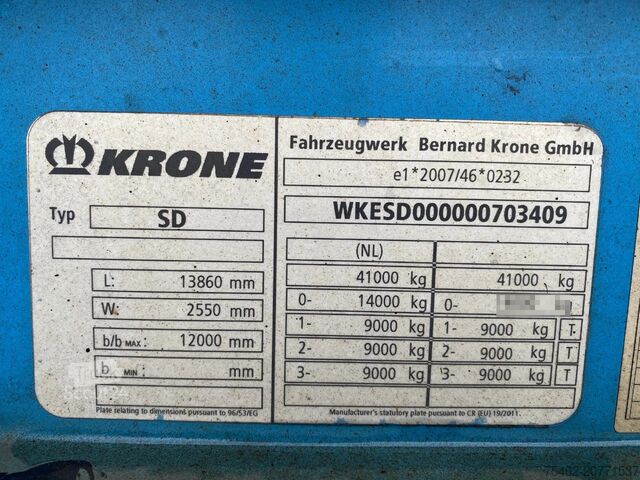 KRONE
Typ SD
L: 13860 mm
W: 2550 mm
b/b MAX: 12000 mm
b MIN: mm
Plate relating to dimensions pursuant to 96/53/EG
Fahrzeugwerk Bernard Krone GmbH
e1*2007/46*0232
WKESD000000703409
(NL)
41000 kg 41000 kg
0- 14000 kg 0- kg
1- 9000 kg 1- 9000 kg T-
2- 9000 kg 2- 9000 kg T
3- 9000 kg 3- 9000 kg T
Manufacturer's statutory plate pursuant to CR (EU) 19/2011.